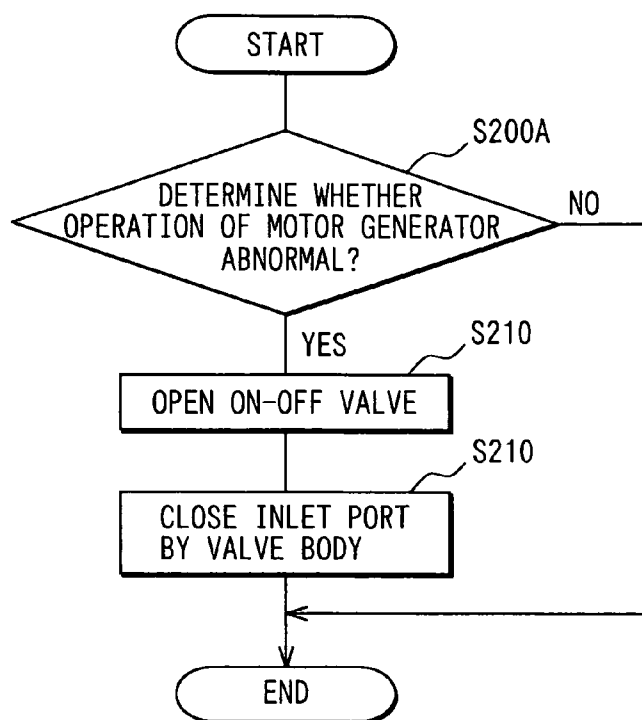 START
S200A
DETERMINE WHETHER
OPERATION OF MOTOR GENERATOR
ABNORMAL?
NO
YES
S210
OPEN ON-OFF VALVE
S210
CLOSE INLET PORT
BY VALVE BODY
END